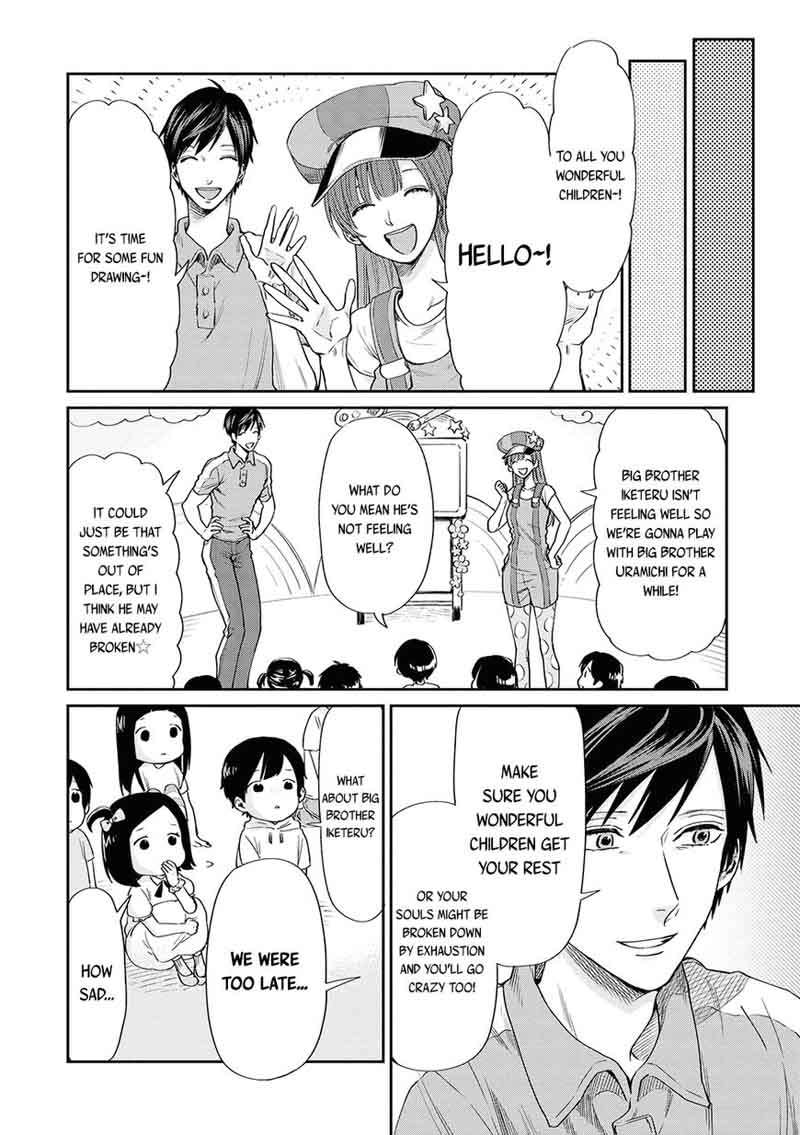 TO ALL YOU
WONDERFUL
CHILDREN~!
HELLO~!
IT'S TIME
FOR SOME FUN
DRAWING~!
BIG BROTHER
IKETERU ISN'T
FEELING WELL SO
WE'RE GONNA PLAY
WITH BIG BROTHER
URAMICHI FOR A
WHILE!
WHAT DO
YOU MEAN HE'S
NOT FEELING
WELL?
IT COULD
JUST BE THAT
SOMETHING'S
OUT OF
PLACE, BUT I
THINK HE MAY
HAVE ALREADY
BROKEN☆
MAKE
SURE YOU
WONDERFUL
CHILDREN GET
YOUR REST
OR YOUR
SOULS MIGHT BE
BROKEN DOWN
BY EXHAUSTION
AND YOU'LL GO
CRAZY TOO!
WHAT
ABOUT BIG
BROTHER
IKETERU?
WE WERE
TOO LATE...
HOW
SAD...